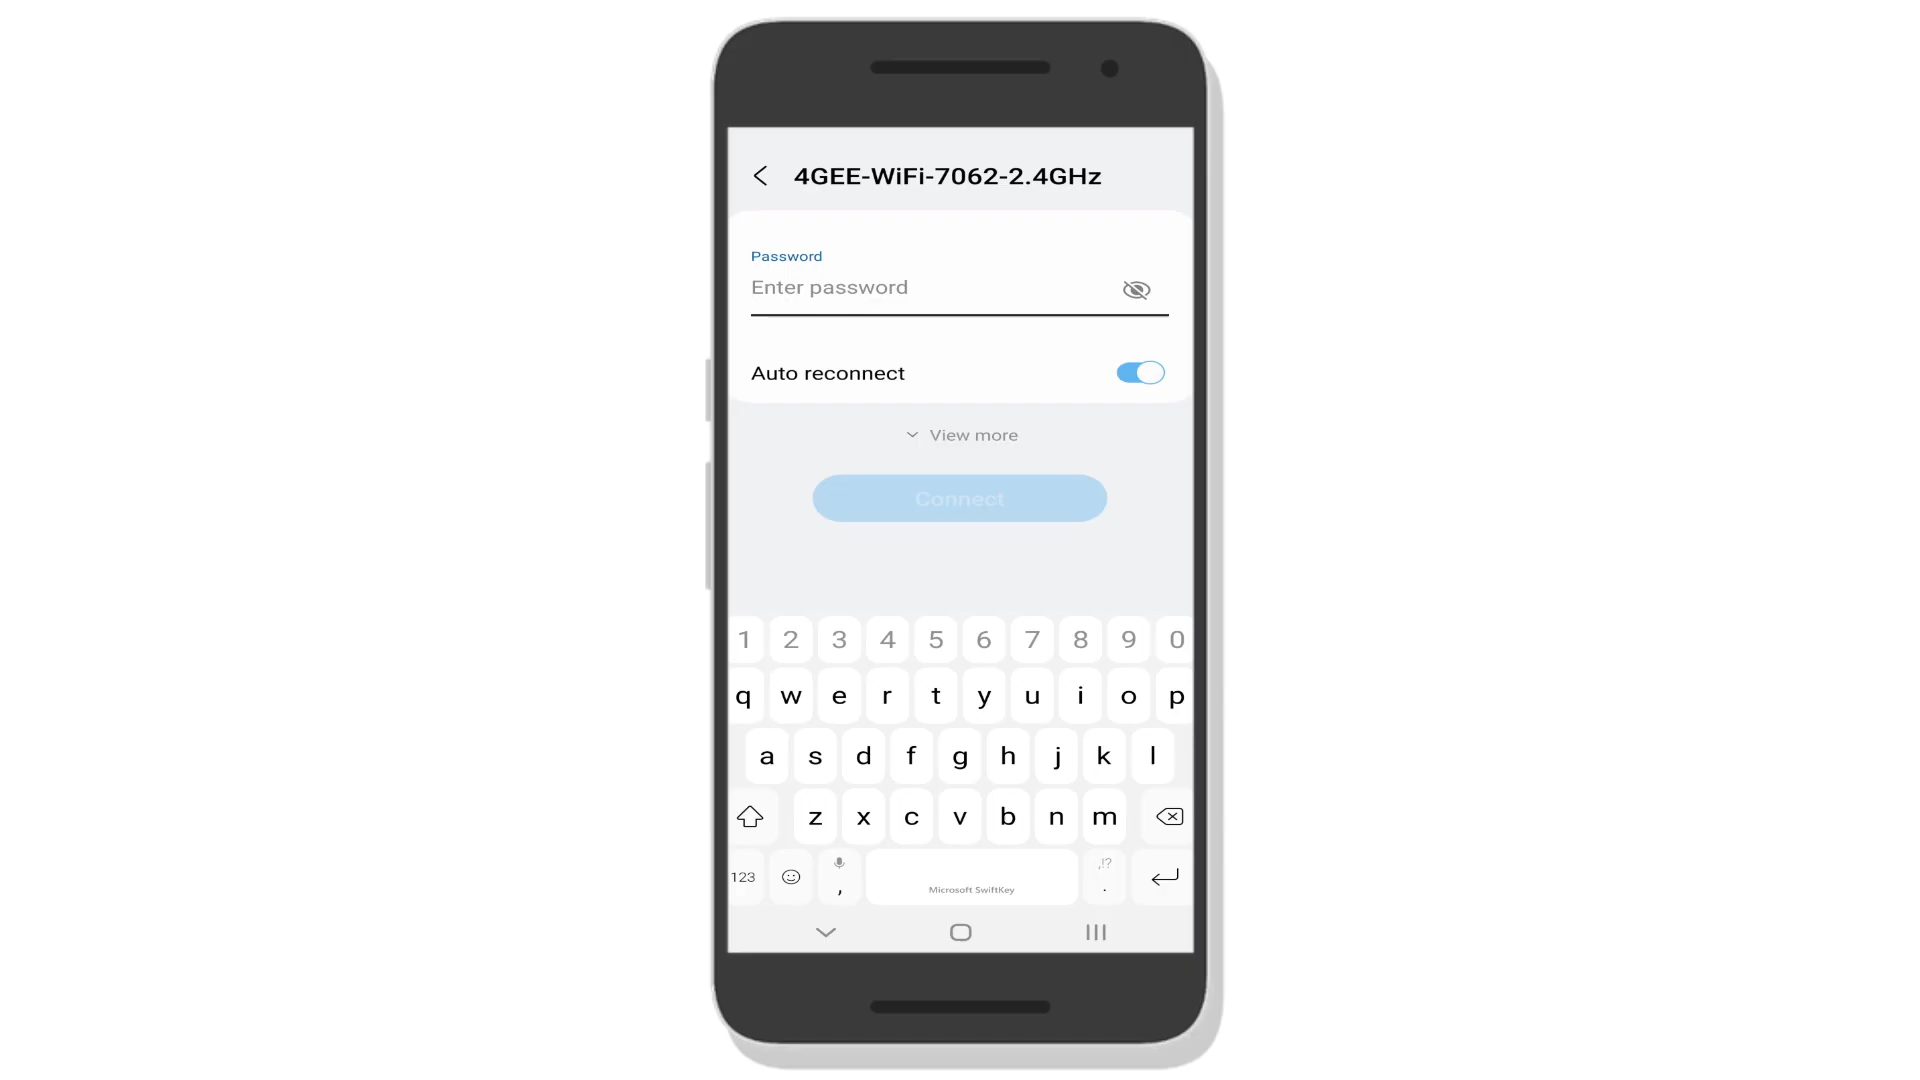 4GEE-WiFi-7062-2.4GHz
Password
Enter password
Auto reconnect
View more
Connect
1 2 3 4 5 6 7 8 9 0
q w e r t y u i o p
a s d f g h j k l
z x c v b n m
,!?
123 , Microsoft SwiftKey .